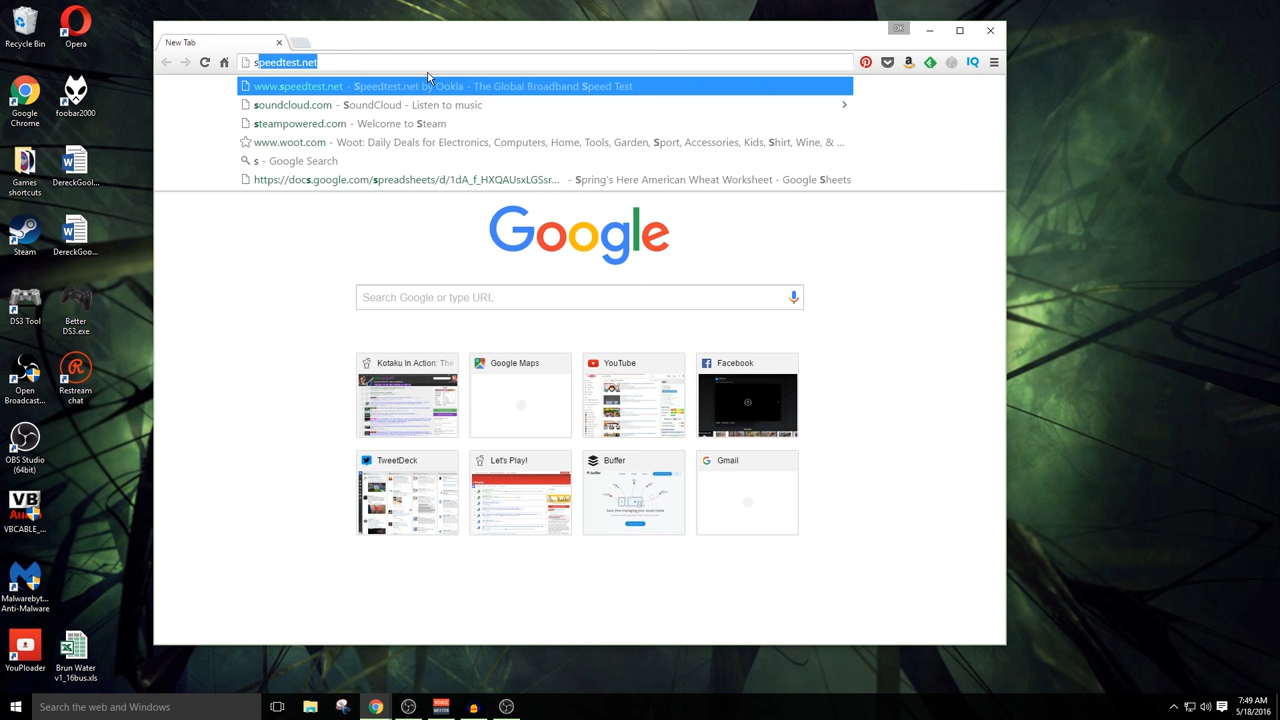 Recycle Bin
Opera
Google Chrome
foobar2000
Games shortcuts
DereckGool...
Steam
DereckGoo...
DS3 Tool
Better DS3.exe
Open Broadcast...
Restream chat
OBS Studio (64bit)
VBCABLE_...
Malwarebyt... Anti-Malware
YouPloader
Brun Water v1_16bus.xls
New Tab
speedtest.net
www.speedtest.net - Speedtest.net by Ookla - The Global Broadband Speed Test
soundcloud.com - SoundCloud - Listen to music
steampowered.com - Welcome to Steam
www.woot.com - Woot: Daily Deals for Electronics, Computers, Home, Tools, Garden, Sport, Accessories, Kids, Shirt, Wine, & ...
s - Google Search
https://docs.google.com/spreadsheets/d/1dA_f_HXQAUsxLGSsr... - Spring's Here American Wheat Worksheet - Google Sheets
Google
Search Google or type URL
Kotaku In Action: The
Google Maps
YouTube
Facebook
TweetDeck
Let's Play!
Buffer
Gmail
Search the web and Windows
7:49 AM
5/18/2016